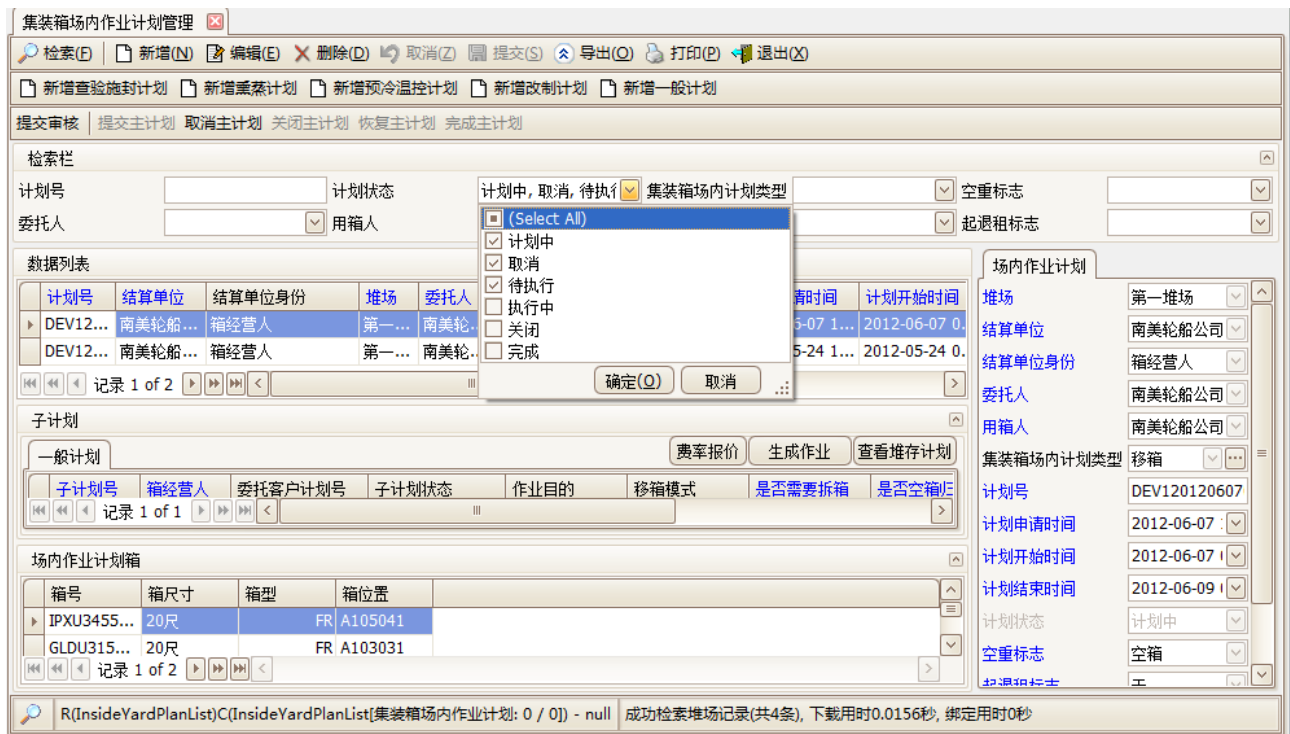 集装箱场内作业计划管理
检索(F) 新增(N) 编辑(E) 删除(D) 取消(Z) 提交(S) 导出(O) 打印(P) 退出(X)
新增查验施封计划 新增熏蒸计划 新增预冷温控计划 新增改制计划 新增一般计划
提交审核 提交主计划 取消主计划 关闭主计划 恢复主计划 完成主计划
检索栏
计划号 计划状态 计划中, 取消, 待执行 集装箱场内计划类型 空重标志
委托人 用箱人 起退租标志
(Select All)
计划中
取消
待执行
执行中
关闭
完成
确定(O) 取消
数据列表
计划号 结算单位 结算单位身份 堆场 委托人 青时间 计划开始时间
DEV12... 南美轮船... 箱经营人 第一... 南美轮. 5-07 1... 2012-06-07 0.
DEV12... 南美轮船... 箱经营人 第一... 南美轮. 5-24 1... 2012-05-24 0.
记录 1 of 2
子计划
一般计划 费率报价 生成作业 查看堆存计划
子计划号 箱经营人 委托客户计划号 子计划状态 作业目的 移箱模式 是否需要拆箱 是否空箱归
记录 1 of 1
场内作业计划箱
箱号 箱尺寸 箱型 箱位置
IPXU3455... 20尺 FR A105041
GLDU315... 20尺 FR A103031
记录 1 of 2
场内作业计划
堆场 第一堆场
结算单位 南美轮船公司
结算单位身份 箱经营人
委托人 南美轮船公司
用箱人 南美轮船公司
集装箱场内计划类型 移箱
计划号 DEV120120607
计划申请时间 2012-06-07 :
计划开始时间 2012-06-07 (
计划结束时间 2012-06-09 (
计划状态 计划中
空重标志 空箱
起退租标志 无
R(InsideYardPlanList)C(InsideYardPlanList[集装箱场内作业计划: 0 / 0]) - null 成功检索堆场记录(共4条), 下载用时0.0156秒, 绑定用时0秒